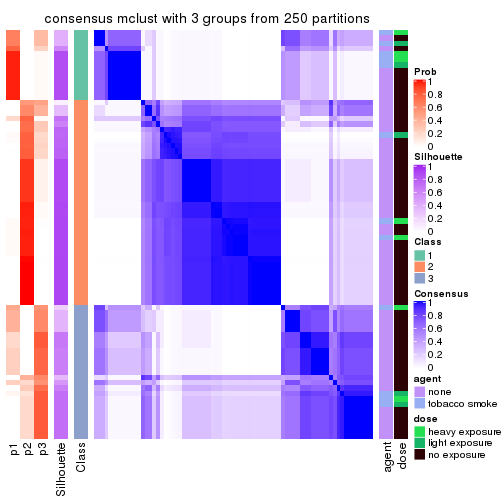 consensus mclust with 3 groups from 250 partitions
Prob
1
0.8
0.6
0.4
0.2
0
Silhouette
1
0.8
0.6
0.4
0.2
0
Class
1
2
3
Consensus
1
0.8
0.6
0.4
0.2
0
agent
none
tobacco smoke
dose
heavy exposure
light exposure
no exposure
p1
p2
p3
Silhouette
Class
agent
dose